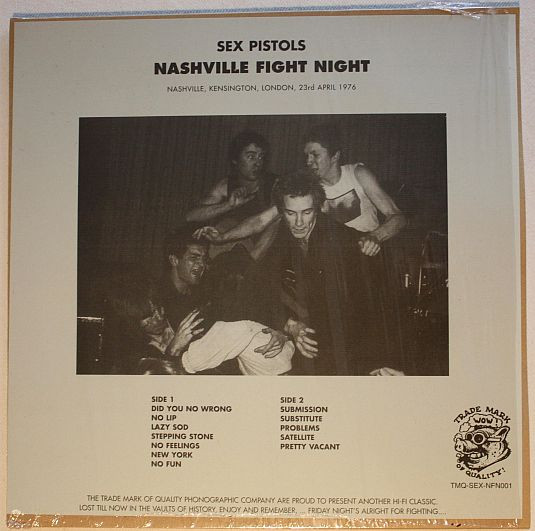 SEX PISTOLS
NASHVILLE FIGHT NIGHT
NASHVILLE, KENSINGTON, LONDON, 23rd APRIL 1976
SIDE 1
DID YOU NO WRONG
NO LIP
LAZY SOD
STEPPING STONE
NO FEELINGS
NEW YORK
NO FUN
SIDE 2
SUBMISSION
SUBSTITUTE
PROBLEMS
SATELLITE
PRETTY VACANT
TRADE MARK
WOW!
OF QUALITY!
TMQ-SEX-NFN001
THE TRADE MARK OF QUALITY PHONOGRAPHIC COMPANY ARE PROUD TO PRESENT ANOTHER HI-FI CLASSIC,
LOST TILL NOW IN THE VAULTS OF HISTORY. ENJOY AND REMEMBER, ... FRIDAY NIGHT'S ALRIGHT FOR FIGHTING....